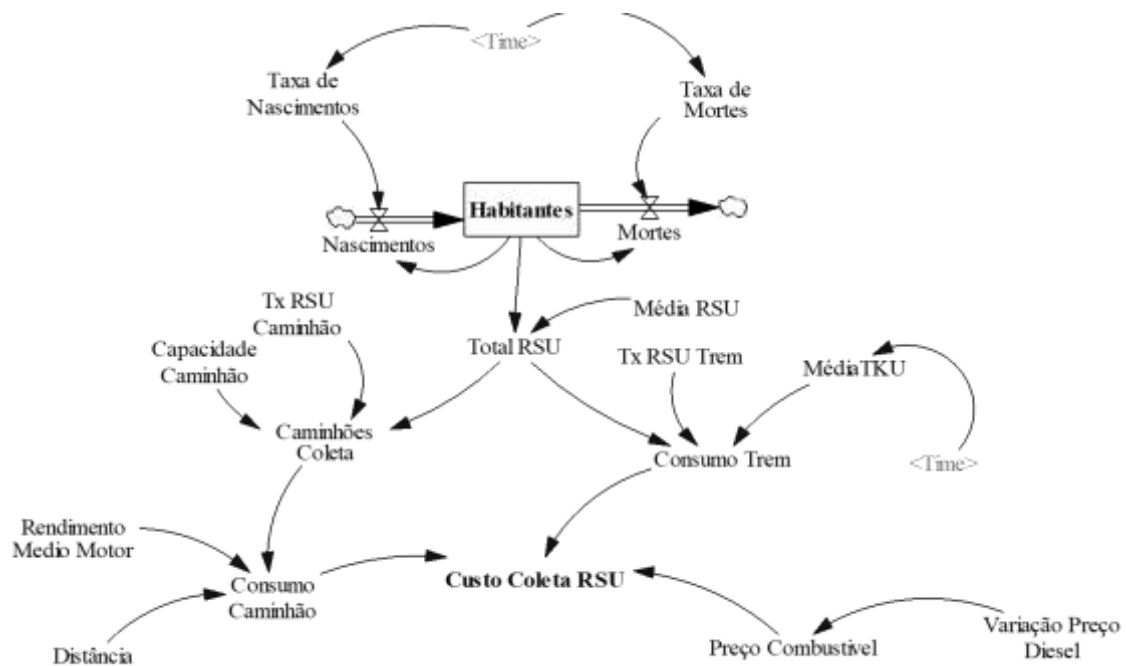 <Time>
Taxa de
Nascimentos
Taxa de
Mortes
Habitantes
Nascimentos
Mortes
Tx RSU
Caminhão
Média RSU
Capacidade
Caminhão
Total RSU
Tx RSU Trem
MédiaTKU
Caminhões
Coleta
Consumo Trem
<Time>
Rendimento
Medio Motor
Consumo
Caminhão
Custo Coleta RSU
Distância
Preço Combustível
Variação Preço
Diesel